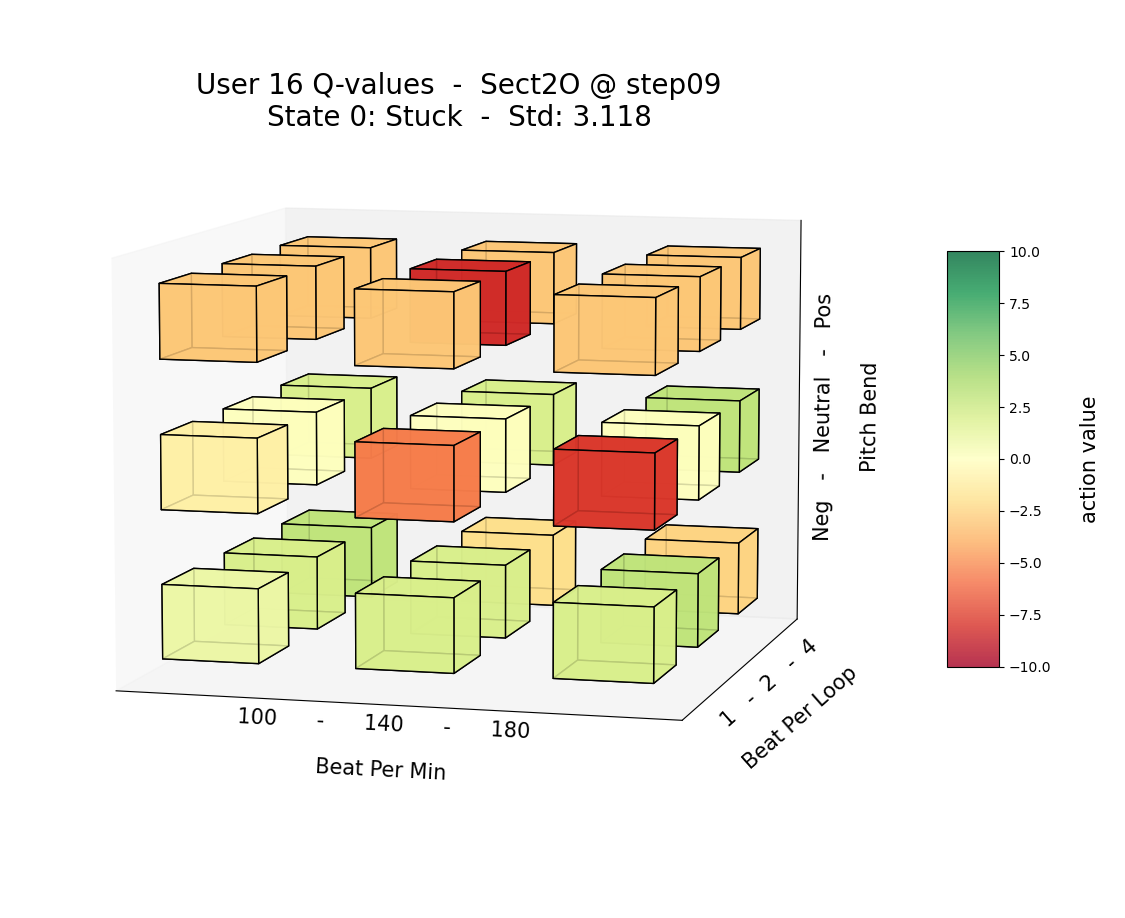 User 16 Q-values  -  Sect2O @ step09
State 0: Stuck  -  Std: 3.118
Neg  -  Neutral  -  Pos
Pitch Bend
10.0
7.5
5.0
2.5
0.0
−2.5
−5.0
−7.5
−10.0
action value
1  -  2  -  4
Beat Per Loop
100  -  140  -  180
Beat Per Min